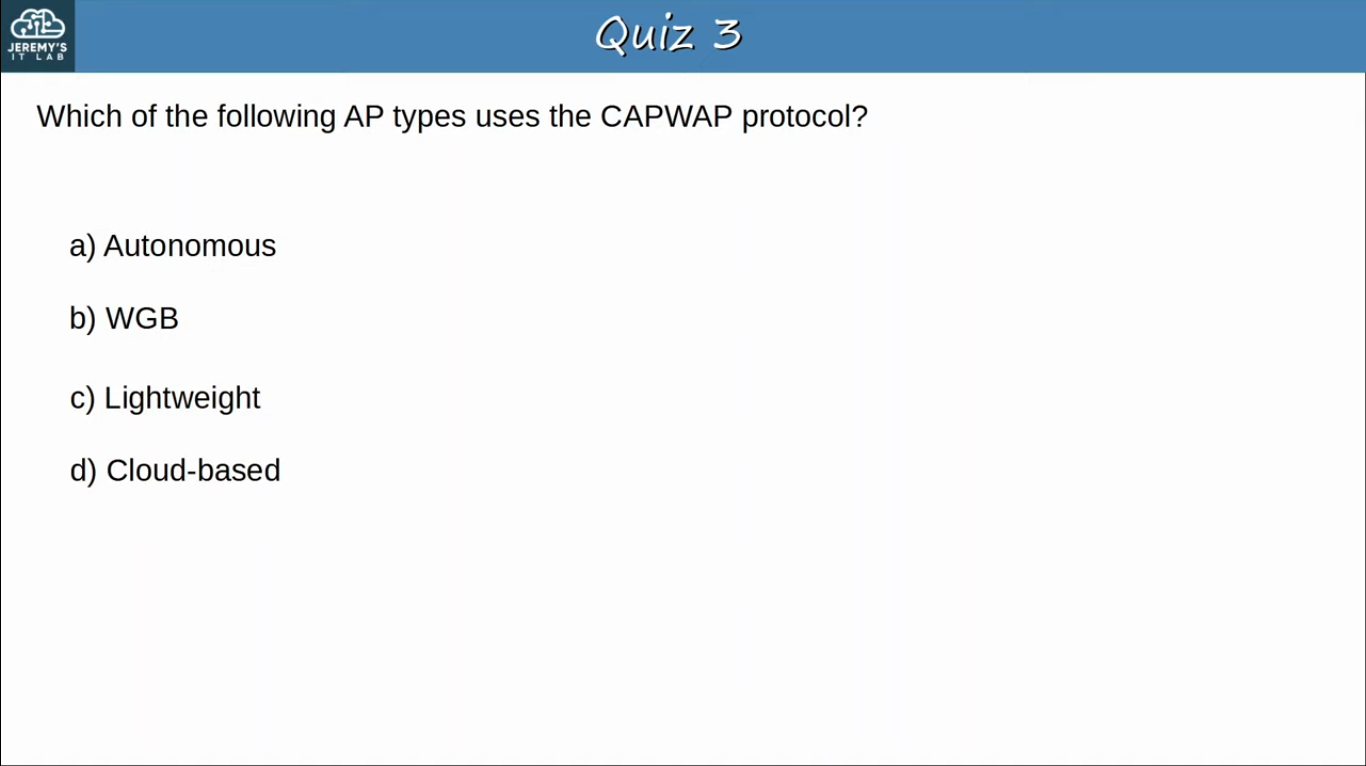 JEREMY'S
IT LAB
Quiz 3
Which of the following AP types uses the CAPWAP protocol?
a) Autonomous
b) WGB
c) Lightweight
d) Cloud-based